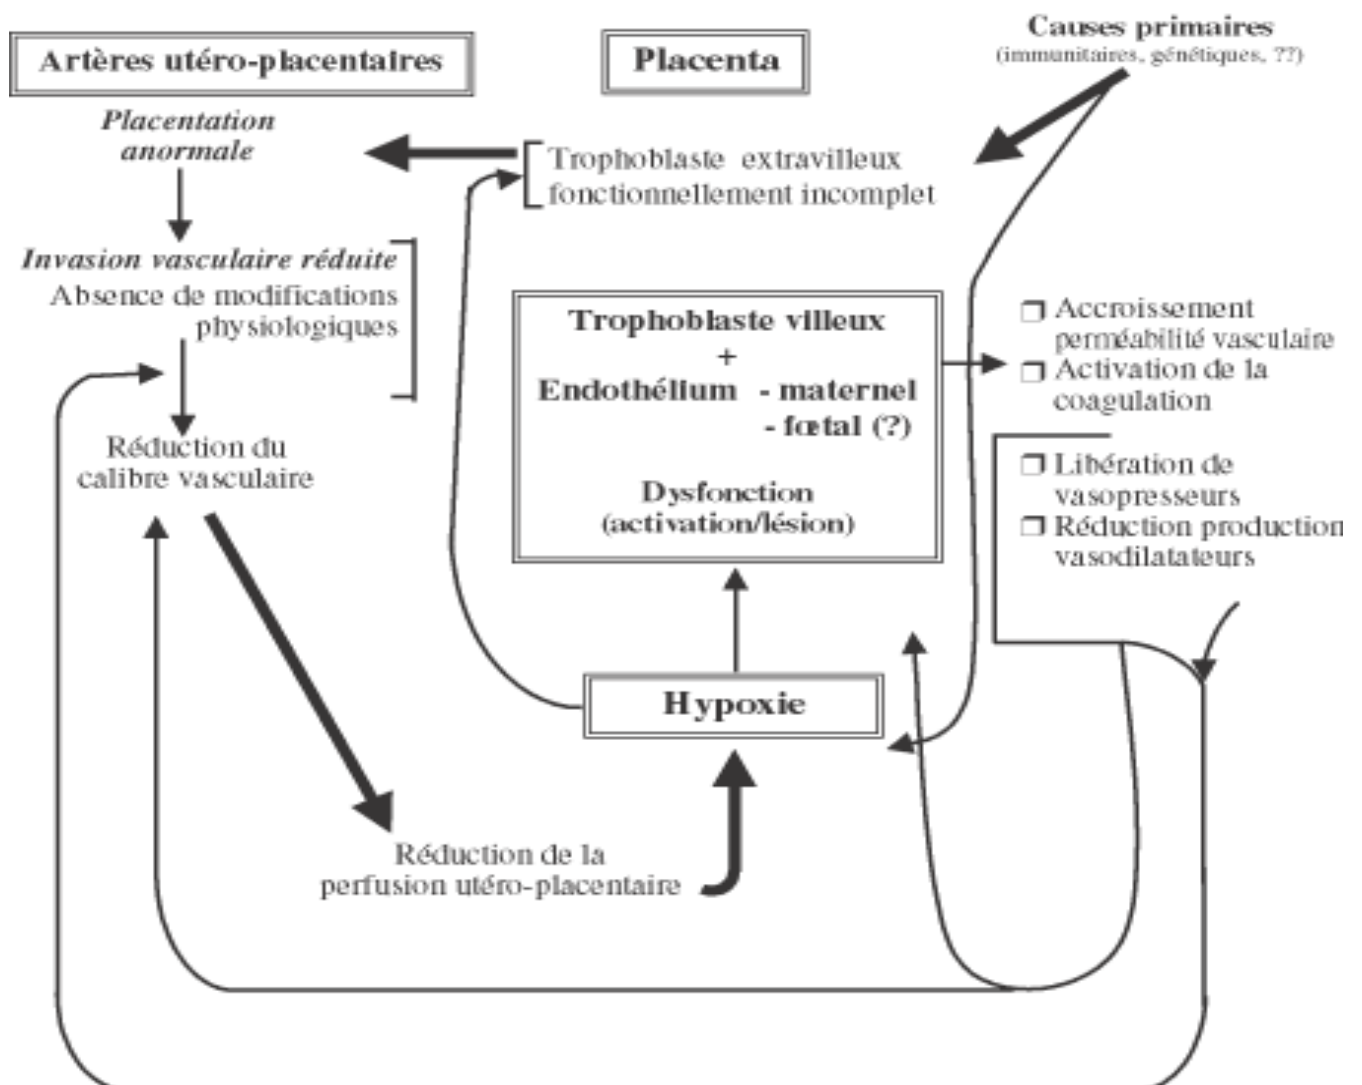 Artères utéro-placentaires
Placenta
Causes primaires
(immunitaires, génétiques, ??)
Placentation
anormale
Trophoblaste extravilleux
fonctionnellement incomplet
Invasion vasculaire réduite
Absence de modifications
physiologiques
Réduction du
calibre vasculaire
Trophoblaste villeux
+
Endothélium - maternel
- fœtal (?)
Dysfonction
(activation/lésion)
❒ Accroissement
perméabilité vasculaire
❒ Activation de la
coagulation
❒ Libération de
vasopresseurs
❒ Réduction production
vasodilatateurs
Hypoxie
Réduction de la
perfusion utéro-placentaire